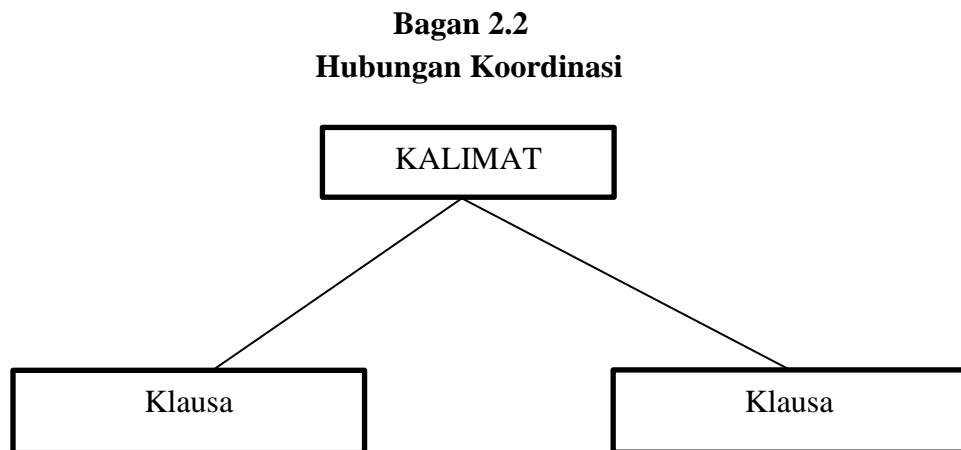 Bagan 2.2
Hubungan Koordinasi
KALIMAT
Klausa
Klausa